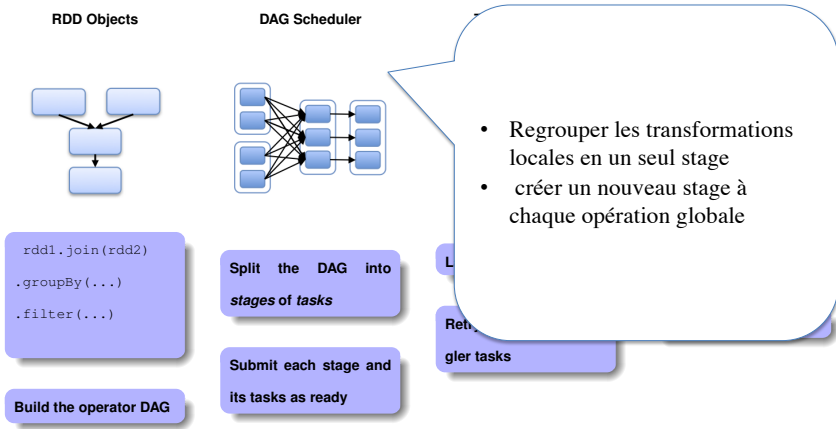 RDD Objects
DAG Scheduler
• Regrouper les transformations
locales en un seul stage
• créer un nouveau stage à
chaque opération globale
rdd1.join(rdd2)
.groupBy(...)
.filter(...)
Build the operator DAG
Split the DAG into
stages of tasks
Submit each stage and
its tasks as ready
gler tasks